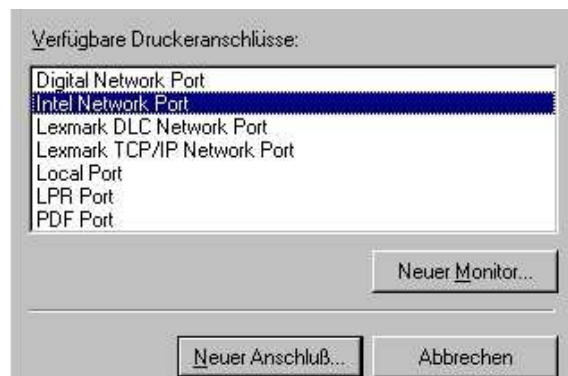 Verfügbare Druckeranschlüsse:
Digital Network Port
Intel Network Port
Lexmark DLC Network Port
Lexmark TCP/IP Network Port
Local Port
LPR Port
PDF Port
Neuer Monitor...
Neuer Anschluß... Abbrechen